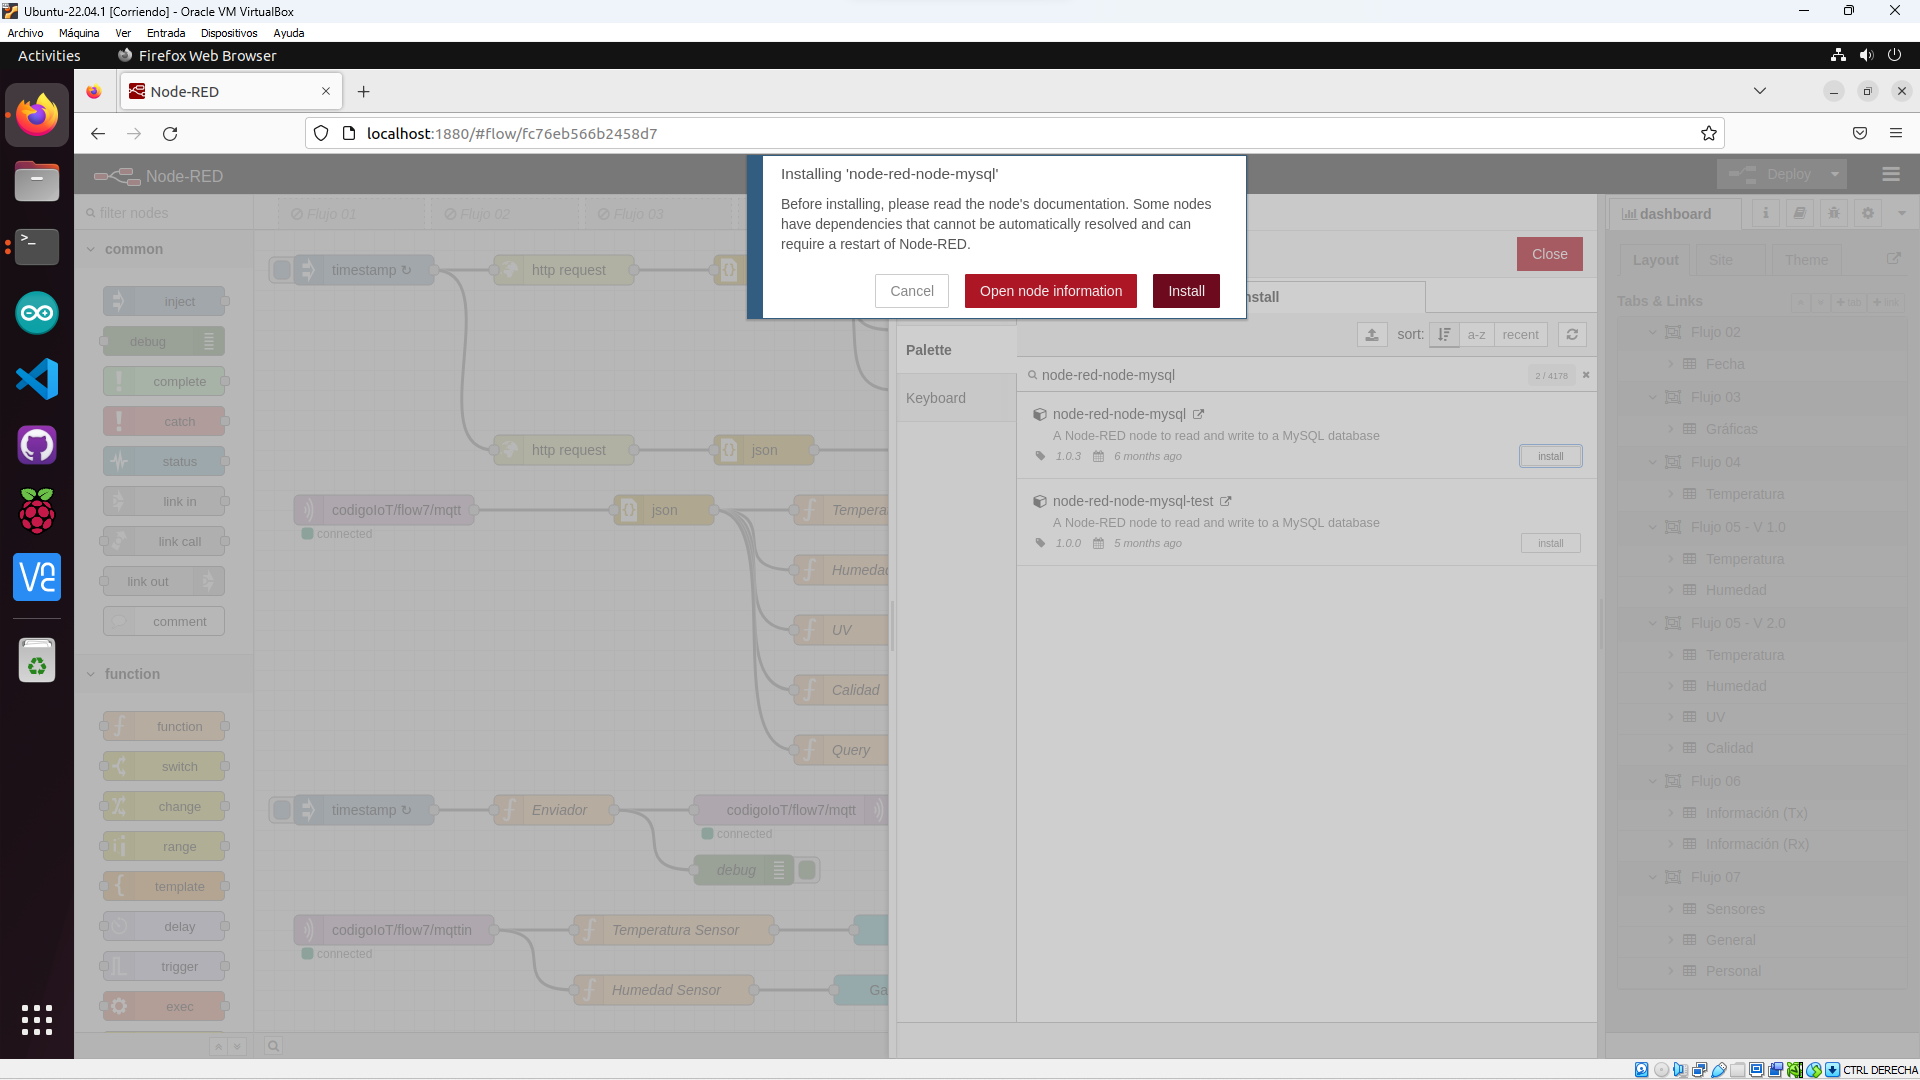 Ubuntu-22.04.1 [Corriendo] - Oracle VM VirtualBox
Archivo Máquina Ver Entrada Dispositivos Ayuda
Activities Firefox Web Browser
Node-RED
localhost:1880/#flow/fc76eb566b2458d7
Node-RED
Deploy
Installing 'node-red-node-mysql'
Before installing, please read the node's documentation. Some nodes
have dependencies that cannot be automatically resolved and can
require a restart of Node-RED.
Cancel Open node information Install
filter nodes
common
inject
debug
complete
catch
status
link in
link call
link out
comment
function
function
switch
change
range
template
delay
trigger
exec
Flujo 01 Flujo 02 Flujo 03
timestamp ↻ http request
http request json
codigoIoT/flow7/mqtt json
connected
Humedad
UV
Calidad
Query
timestamp ↻ Enviador codigoIoT/flow7/mqtt
connected
debug
codigoIoT/flow7/mqttin Temperatura Sensor
connected
Humedad Sensor Ga
Close
nstall
Palette
Keyboard
sort: a-z recent
node-red-node-mysql 2 / 4178
node-red-node-mysql
A Node-RED node to read and write to a MySQL database
1.0.3 6 months ago install
node-red-node-mysql-test
A Node-RED node to read and write to a MySQL database
1.0.0 5 months ago install
dashboard
Layout Site Theme
Tabs & Links + tab + link
Flujo 02
Fecha
Flujo 03
Gráficas
Flujo 04
Temperatura
Flujo 05 - V 1.0
Temperatura
Humedad
Flujo 05 - V 2.0
Temperatura
Humedad
UV
Calidad
Flujo 06
Información (Tx)
Información (Rx)
Flujo 07
Sensores
General
Personal
CTRL DERECHA